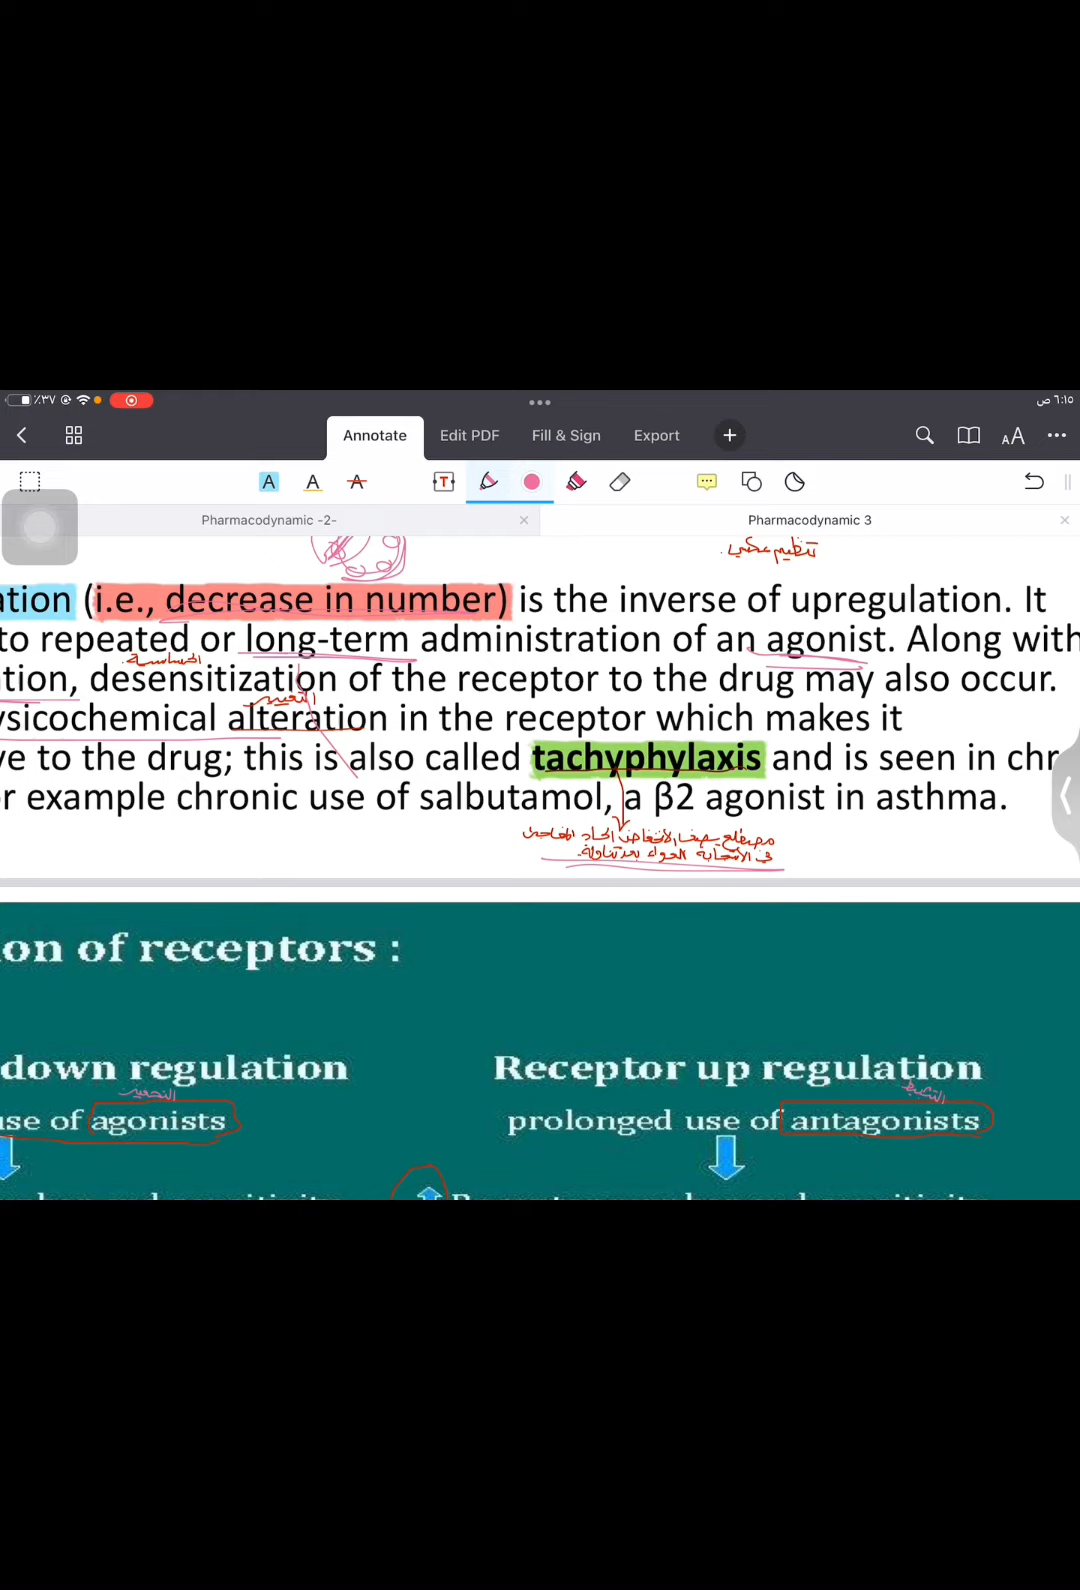 ٪٣٧
٦:١٥ ص
Annotate
Edit PDF
Fill & Sign
Export
Pharmacodynamic -2-
Pharmacodynamic 3
تنظيم عكسي
ation (i.e., decrease in number) is the inverse of upregulation. It
to repeated or long-term administration of an agonist. Along with
الحساسية
tion, desensitization of the receptor to the drug may also occur.
التغيير
ysicochemical alteration in the receptor which makes it
ve to the drug; this is also called tachyphylaxis and is seen in chr
r example chronic use of salbutamol, a β2 agonist in asthma.
مصطلح يصف الانخفاض الحاد المفاجئ
في الاستجابة الدواء بعد تناوله
on of receptors :
down regulation
Receptor up regulation
التحفيز
التثبيط
use of agonists
prolonged use of antagonists